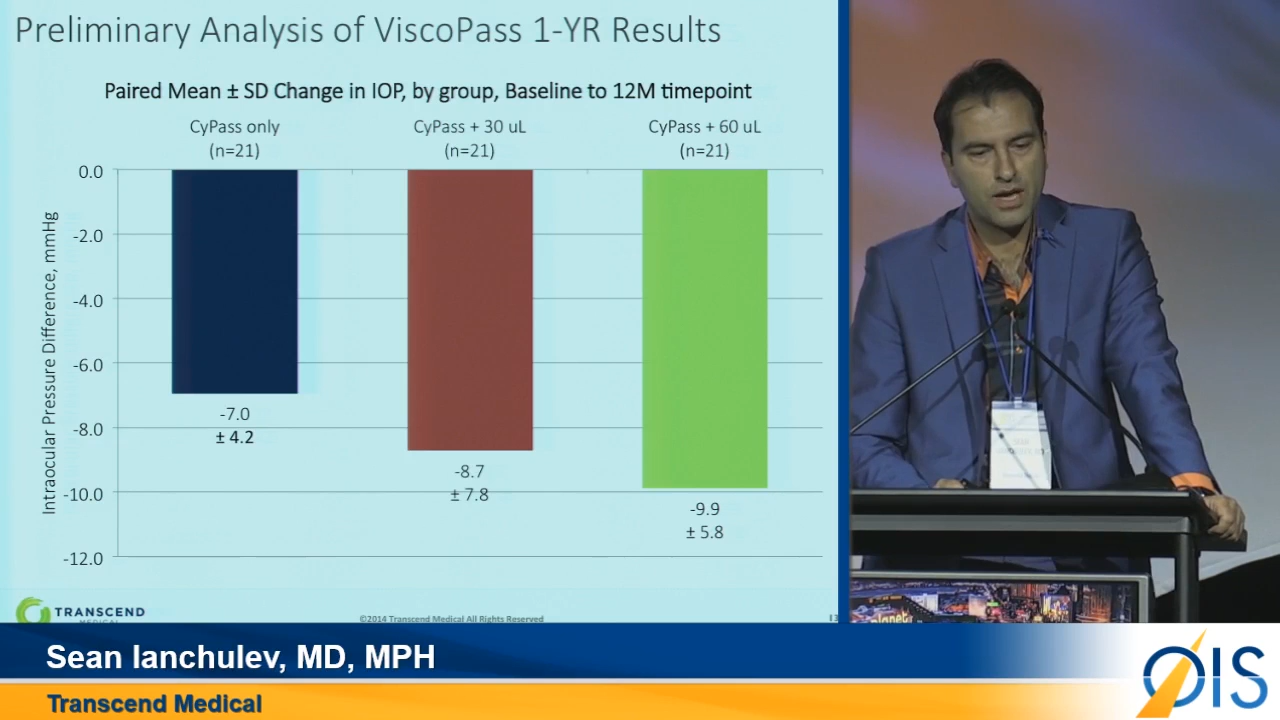 Preliminary Analysis of ViscoPass 1-YR Results
Paired Mean ± SD Change in IOP, by group, Baseline to 12M timepoint
CyPass only
(n=21)
CyPass + 30 uL
(n=21)
CyPass + 60 uL
(n=21)
Intraocular Pressure Difference, mmHg
0.0
-2.0
-4.0
-6.0
-8.0
-10.0
-12.0
-7.0
± 4.2
-8.7
± 7.8
-9.9
± 5.8
TRANSCEND
MEDICAL
©2014 Transcend Medical All Rights Reserved
Sean Ianchulev, MD, MPH
Transcend Medical
OIS